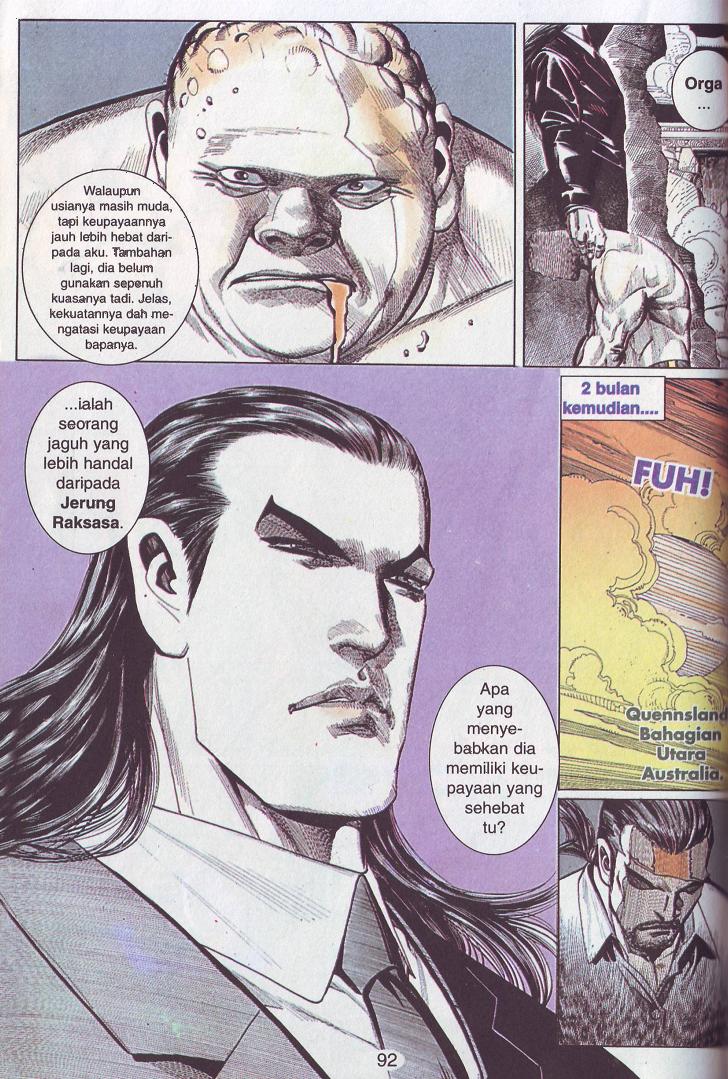 Walaupun
usianya masih muda,
tapi keupayaannya
jauh lebih hebat dari-
pada aku. Tambahan
lagi, dia belum
gunakan sepenuh
kuasanya tadi. Jelas,
kekuatannya dah me-
ngatasi keupayaan
bapanya.
Orga
...
...ialah
seorang
jaguh yang
lebih handal
daripada
Jerung
Raksasa.
Apa
yang
menye-
babkan dia
memiliki keu-
payaan yang
sehebat
tu?
2 bulan
kemudian....
FUH!
Quennsland
Bahagian
Utara
Australia.
92